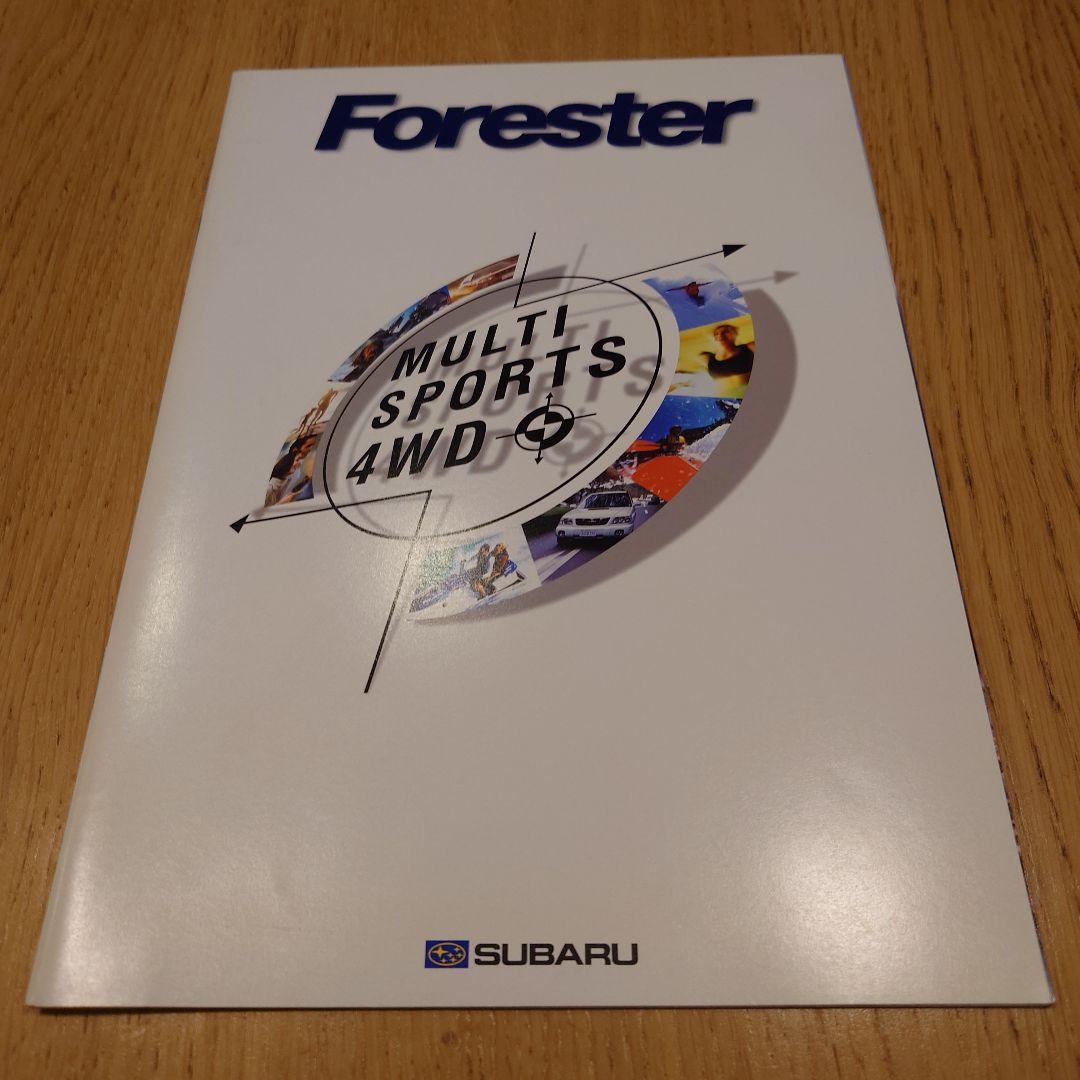 Forester
MULTI
SPORTS
4WD
SUBARU